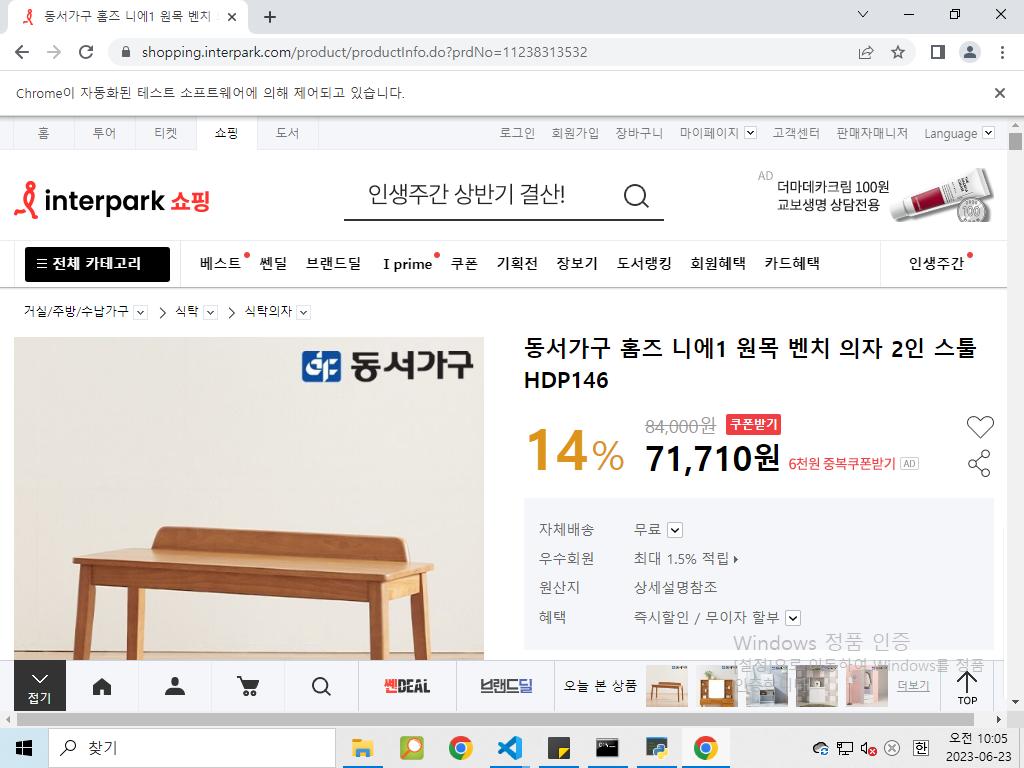 동서가구 홈즈 니에1 원목 벤치
shopping.interpark.com/product/productInfo.do?prdNo=11238313532
Chrome이 자동화된 테스트 소프트웨어에 의해 제어되고 있습니다.
홈 투어 티켓 쇼핑 도서 로그인 회원가입 장바구니 마이페이지 고객센터 판매자매니저 Language
interpark 쇼핑
인생주간 상반기 결산!
AD
더마데카크림 100원
교보생명 상담전용
100
전체 카테고리 베스트 쎈딜 브랜드딜 I prime 쿠폰 기획전 장보기 도서랭킹 회원혜택 카드혜택 인생주간
거실/주방/수납가구 식탁 식탁의자
동서가구
동서가구 홈즈 니에1 원목 벤치 의자 2인 스툴
HDP146
14%
84,000원 쿠폰받기
71,710원 6천원 중복쿠폰받기 AD
자체배송 무료
우수회원 최대 1.5% 적립
원산지 상세설명참조
혜택 즉시할인 / 무이자 할부
Windows 정품 인증
[설정]으로 이동하여 Windows를 정품
접기
쎈DEAL
브랜드딜
오늘 본 상품
더보기
TOP
찾기
한
오전 10:05
2023-06-23